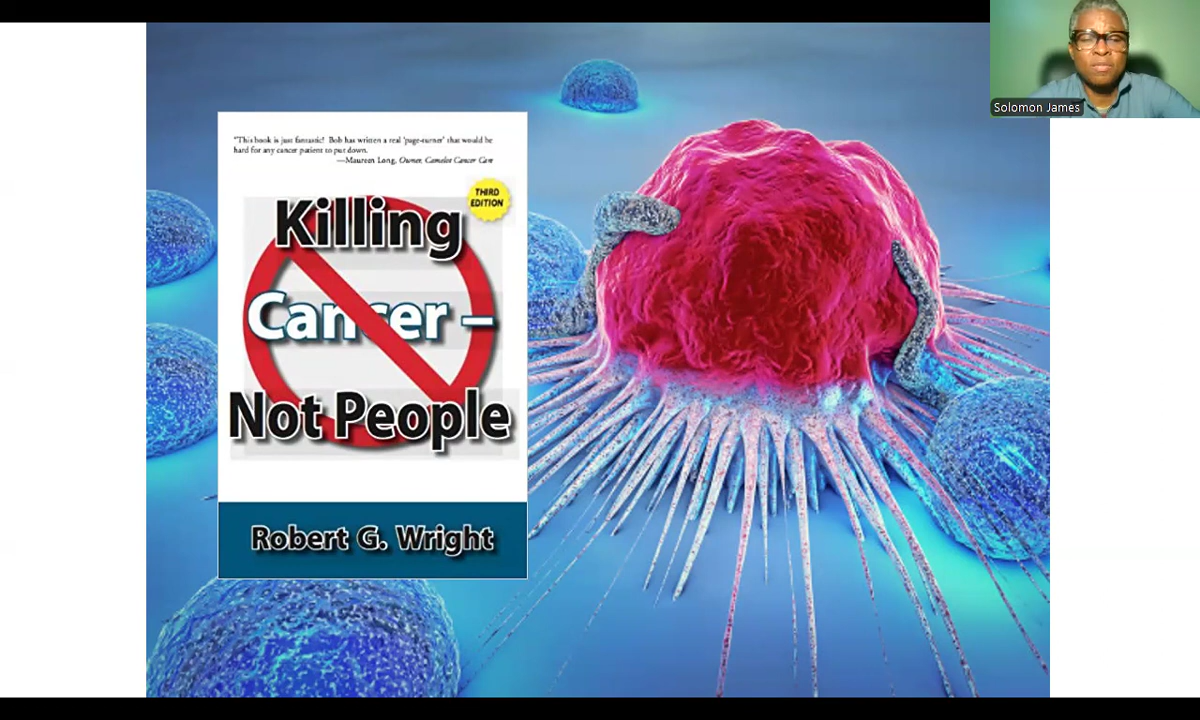 Solomon James
"This book is just fantastic! Bob has written a real 'page-turner' that would be
hard for any cancer patient to put down.
—Maureen Long, Owner, Camelot Cancer Care
THIRD
EDITION
Killing
Cancer –
Not People
Robert G. Wright